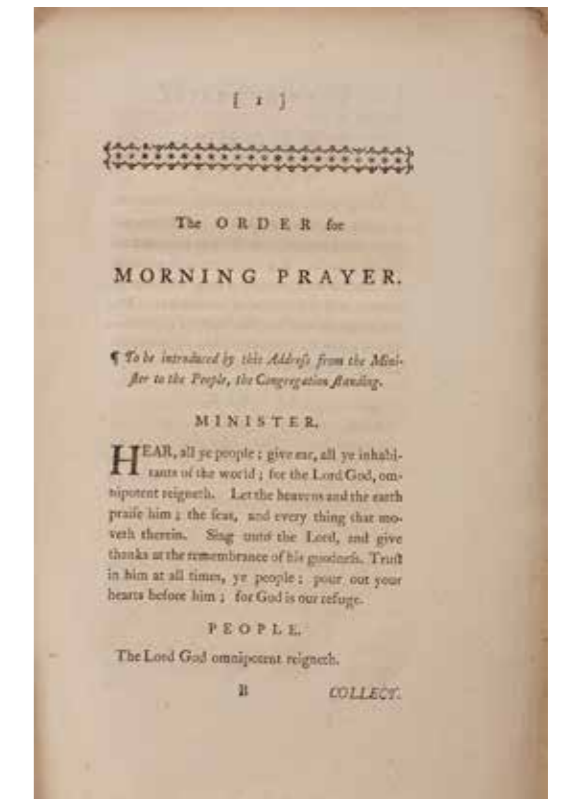 [ 1 ]
The ORDER for
MORNING PRAYER.
¶ To be introduced by this Addreſs from the Mini-
ſter to the People, the Congregation ſtanding.
MINISTER.
HEAR, all ye people ; give ear, all ye inhabi-
tants of the world ; for the Lord God, om-
nipotent reigneth. Let the heavens and the earth
praiſe him ; the ſeas, and every thing that mo-
veth therein. Sing unto the Lord, and give
thanks at the remembrance of his goodneſs. Truſt
in him at all times, ye people ; pour out your
hearts before him ; for God is our refuge.
PEOPLE.
The Lord God omnipotent reigneth.
B COLLECT.